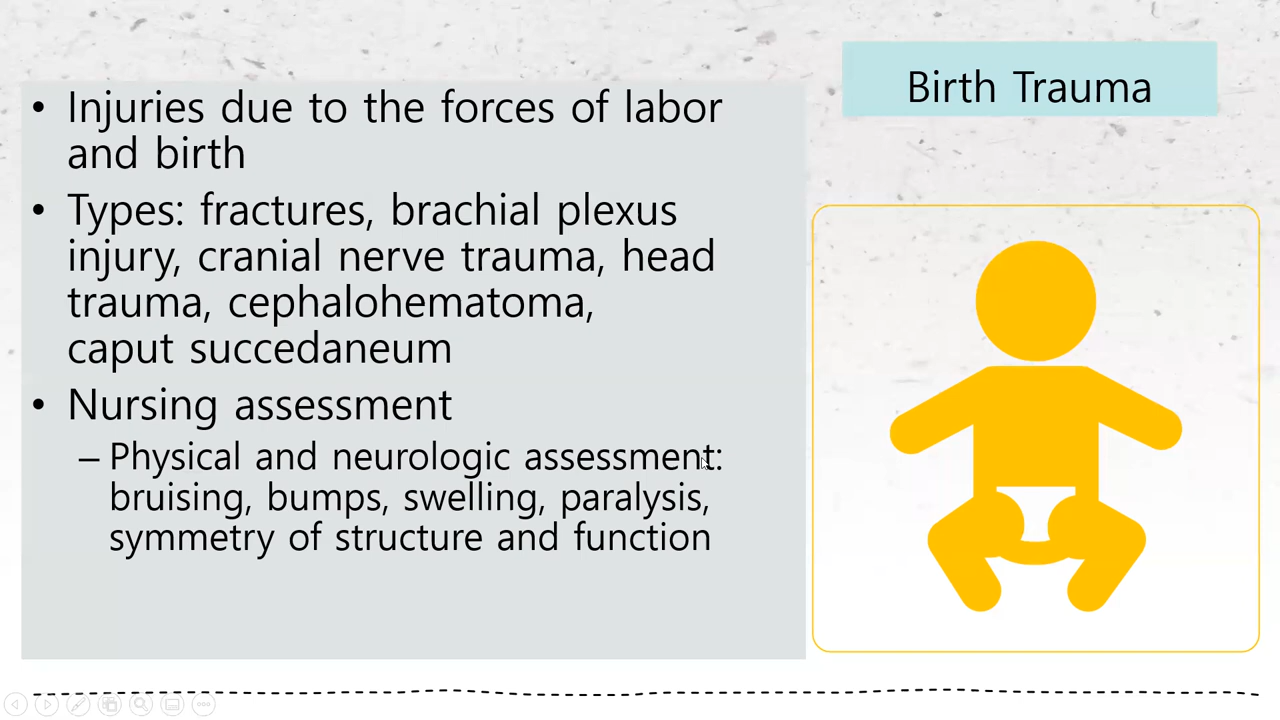 Birth Trauma
• Injuries due to the forces of labor
and birth
• Types: fractures, brachial plexus
injury, cranial nerve trauma, head
trauma, cephalohematoma,
caput succedaneum
• Nursing assessment
– Physical and neurologic assessment:
bruising, bumps, swelling, paralysis,
symmetry of structure and function